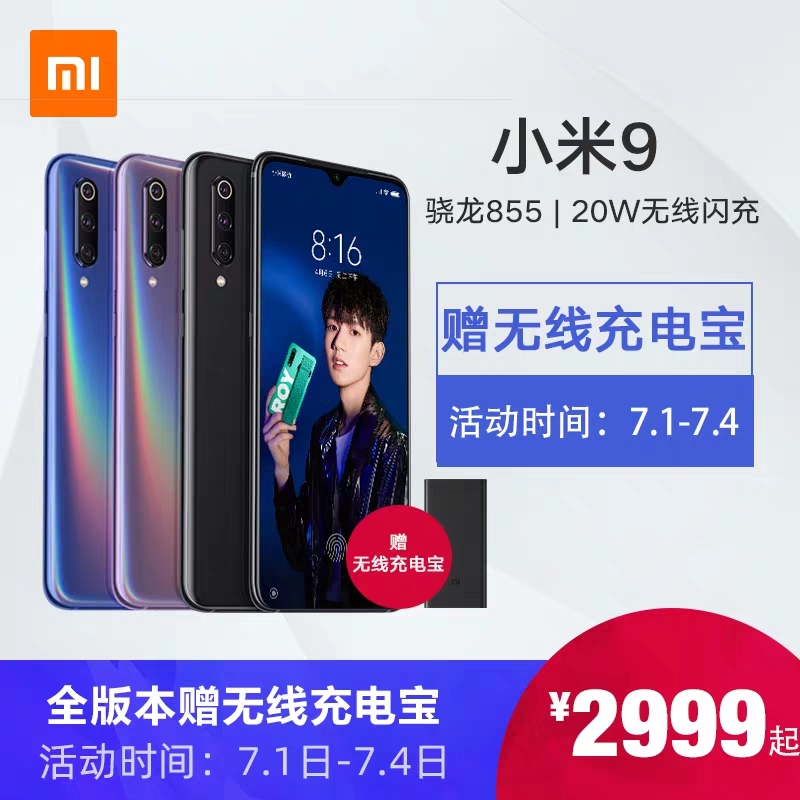 mi
小米9
骁龙855 | 20W无线闪充
8:16
ROY
赠无线充电宝
活动时间：7.1-7.4
赠
无线充电宝
mi
全版本赠无线充电宝
活动时间：7.1日-7.4日
¥2999起